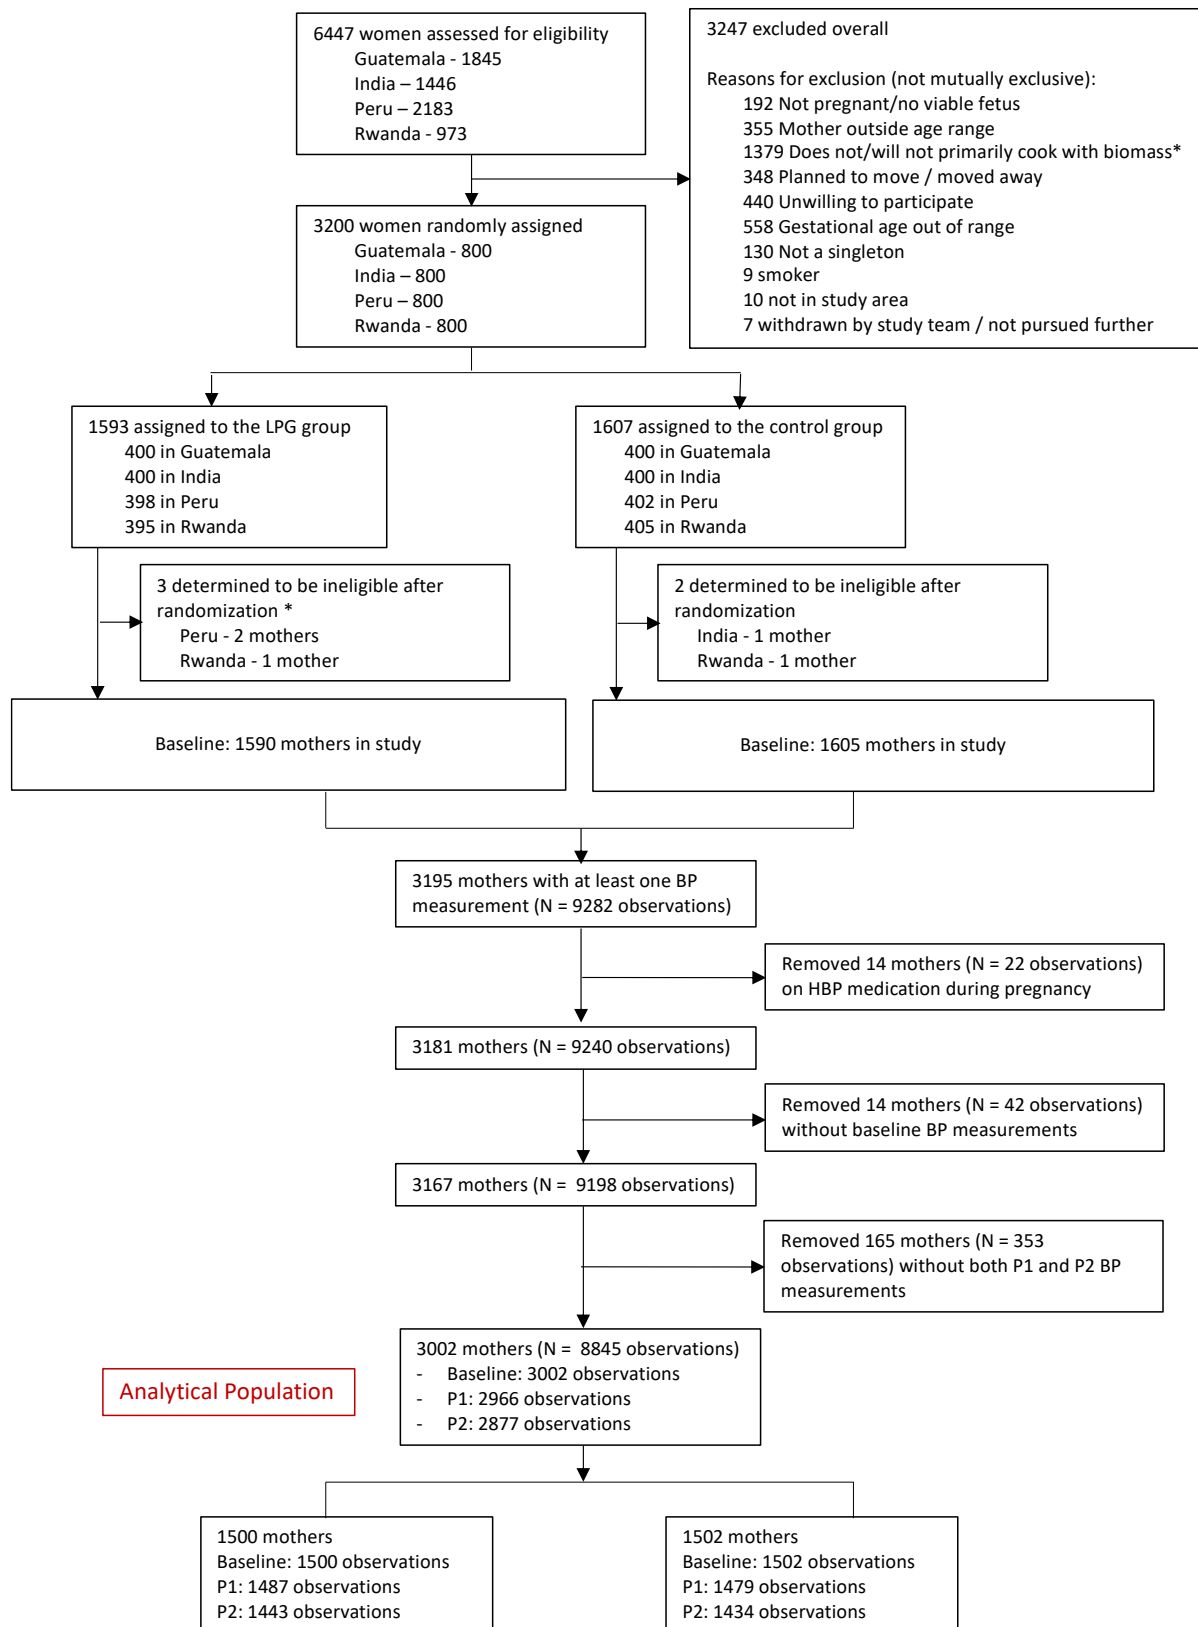 6447 women assessed for eligibility
Guatemala - 1845
India – 1446
Peru – 2183
Rwanda - 973
3247 excluded overall
Reasons for exclusion (not mutually exclusive):
192 Not pregnant/no viable fetus
355 Mother outside age range
1379 Does not/will not primarily cook with biomass*
348 Planned to move / moved away
440 Unwilling to participate
558 Gestational age out of range
130 Not a singleton
9 smoker
10 not in study area
7 withdrawn by study team / not pursued further
3200 women randomly assigned
Guatemala - 800
India – 800
Peru – 800
Rwanda - 800
1593 assigned to the LPG group
400 in Guatemala
400 in India
398 in Peru
395 in Rwanda
1607 assigned to the control group
400 in Guatemala
400 in India
402 in Peru
405 in Rwanda
3 determined to be ineligible after
randomization *
Peru - 2 mothers
Rwanda - 1 mother
2 determined to be ineligible after
randomization
India - 1 mother
Rwanda - 1 mother
Baseline: 1590 mothers in study
Baseline: 1605 mothers in study
3195 mothers with at least one BP
measurement (N = 9282 observations)
Removed 14 mothers (N = 22 observations)
on HBP medication during pregnancy
3181 mothers (N = 9240 observations)
Removed 14 mothers (N = 42 observations)
without baseline BP measurements
3167 mothers (N =  9198 observations)
Removed 165 mothers (N = 353
observations) without both P1 and P2 BP
measurements
3002 mothers (N =  8845 observations)
- Baseline: 3002 observations
- P1: 2966 observations
- P2: 2877 observations
Analytical Population
1500 mothers
Baseline: 1500 observations
P1: 1487 observations
P2: 1443 observations
1502 mothers
Baseline: 1502 observations
P1: 1479 observations
P2: 1434 observations